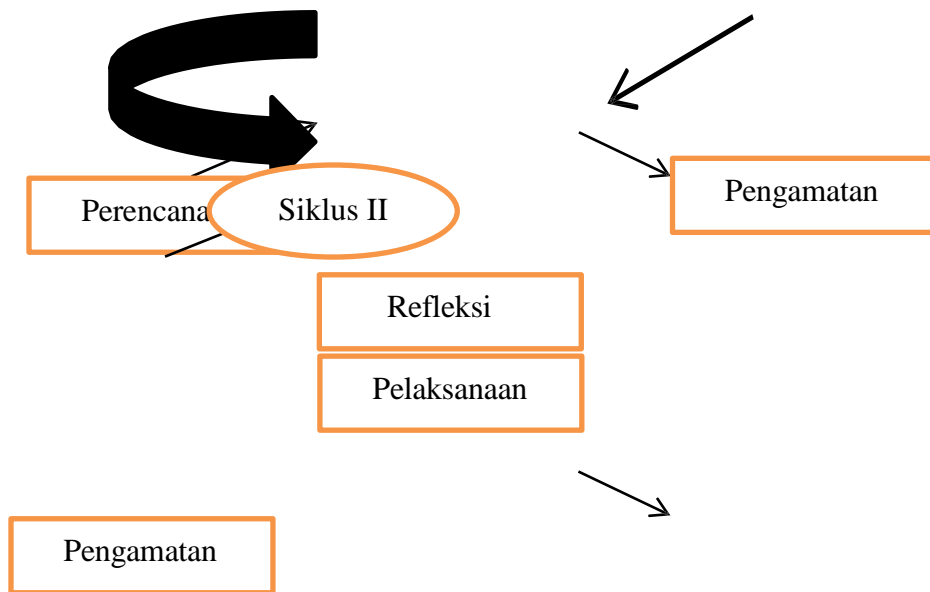 Pengamatan
Perencana
Siklus II
Refleksi
Pelaksanaan
Pengamatan